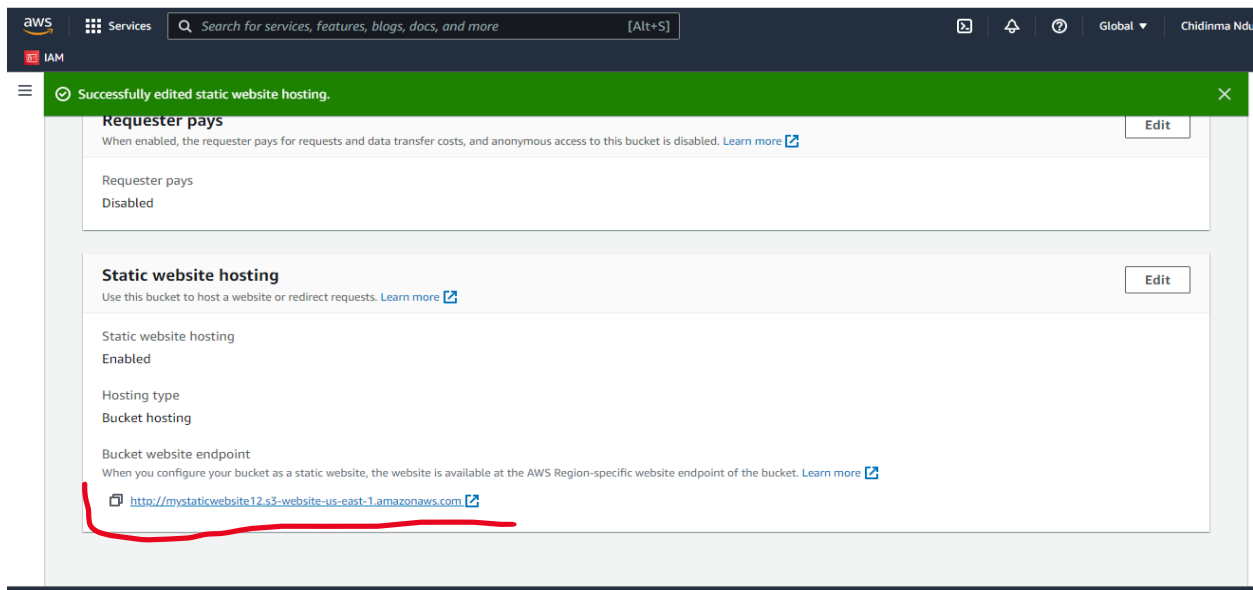 aws
Services
Search for services, features, blogs, docs, and more [Alt+S]
Global
Chidinma Ndu
IAM
Successfully edited static website hosting.
Requester pays
Edit
When enabled, the requester pays for requests and data transfer costs, and anonymous access to this bucket is disabled. Learn more
Requester pays
Disabled
Static website hosting
Edit
Use this bucket to host a website or redirect requests. Learn more
Static website hosting
Enabled
Hosting type
Bucket hosting
Bucket website endpoint
When you configure your bucket as a static website, the website is available at the AWS Region-specific website endpoint of the bucket. Learn more
http://mystaticwebsite12.s3-website-us-east-1.amazonaws.com